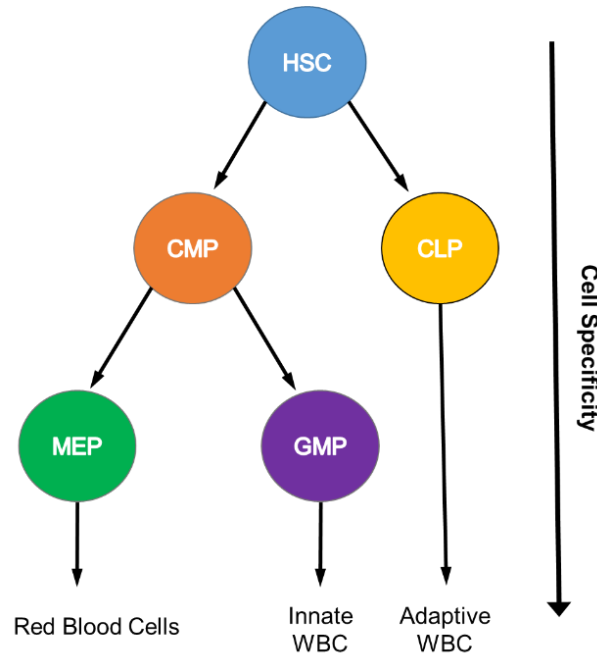 HSC
CMP
CLP
Cell Specificity
MEP
GMP
Red Blood Cells
Innate
WBC
Adaptive
WBC